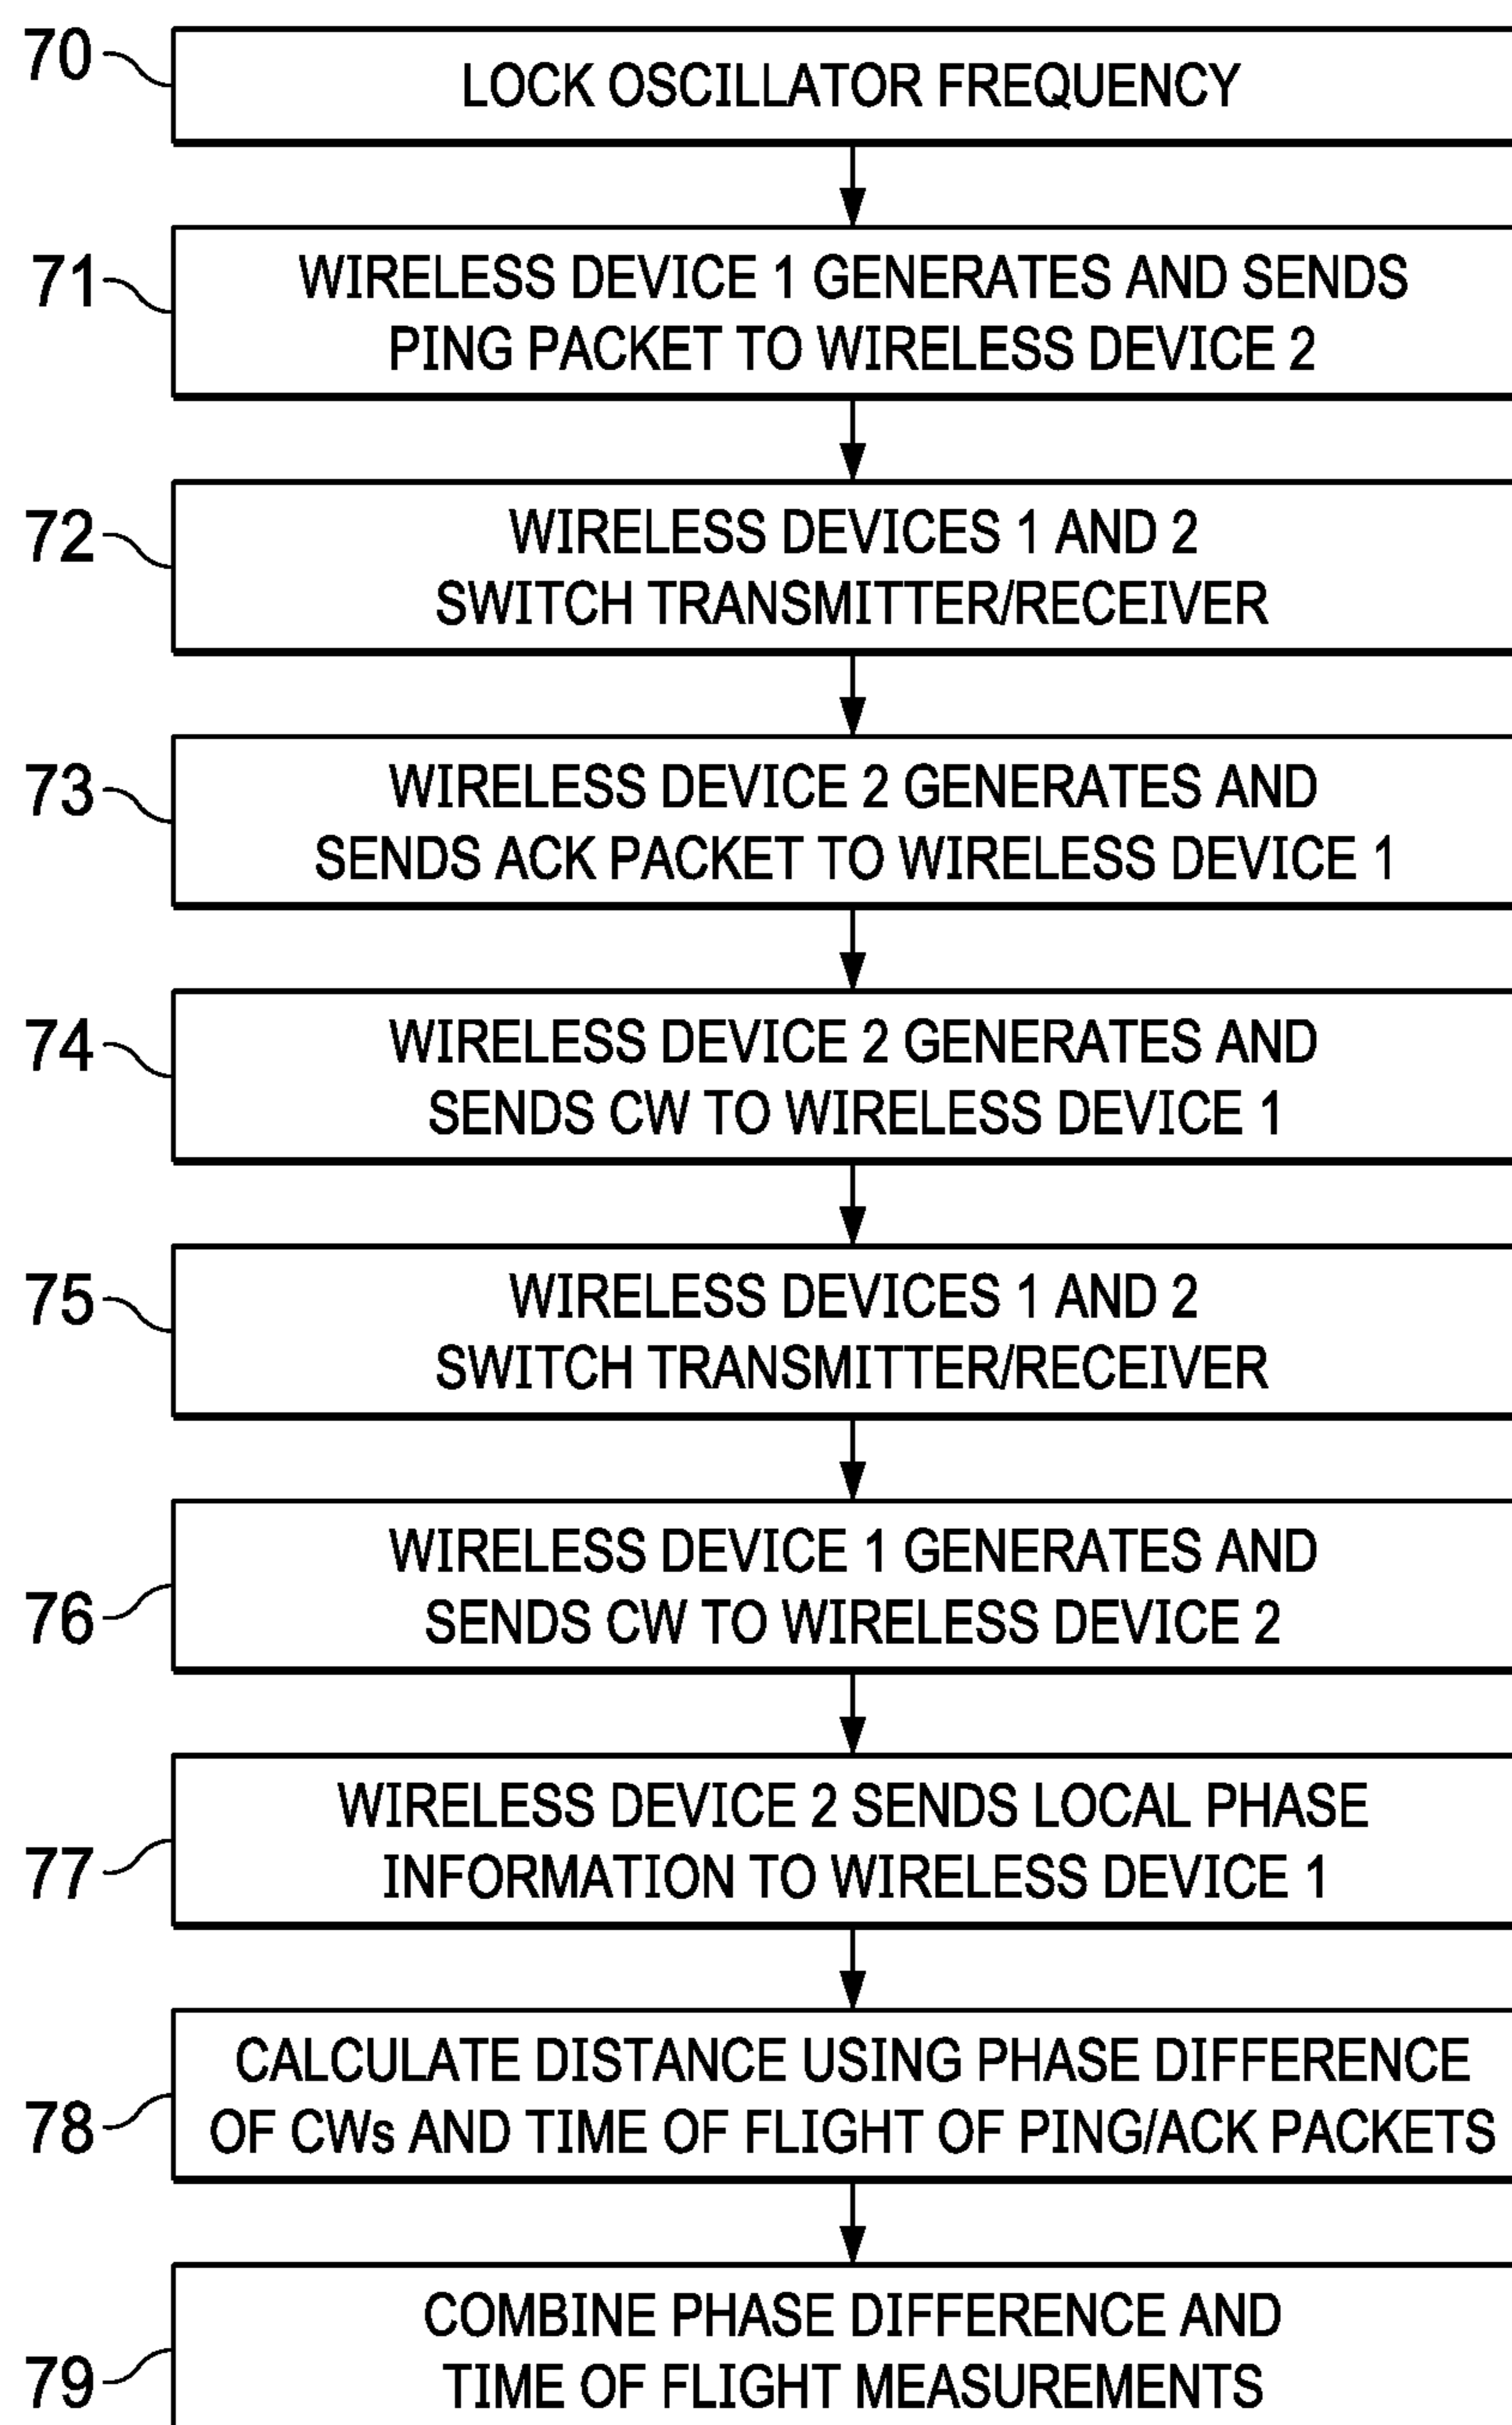 70
LOCK OSCILLATOR FREQUENCY
71
WIRELESS DEVICE 1 GENERATES AND SENDS
PING PACKET TO WIRELESS DEVICE 2
72
WIRELESS DEVICES 1 AND 2
SWITCH TRANSMITTER/RECEIVER
73
WIRELESS DEVICE 2 GENERATES AND
SENDS ACK PACKET TO WIRELESS DEVICE 1
74
WIRELESS DEVICE 2 GENERATES AND
SENDS CW TO WIRELESS DEVICE 1
75
WIRELESS DEVICES 1 AND 2
SWITCH TRANSMITTER/RECEIVER
76
WIRELESS DEVICE 1 GENERATES AND
SENDS CW TO WIRELESS DEVICE 2
77
WIRELESS DEVICE 2 SENDS LOCAL PHASE
INFORMATION TO WIRELESS DEVICE 1
78
CALCULATE DISTANCE USING PHASE DIFFERENCE
OF CWs AND TIME OF FLIGHT OF PING/ACK PACKETS
79
COMBINE PHASE DIFFERENCE AND
TIME OF FLIGHT MEASUREMENTS